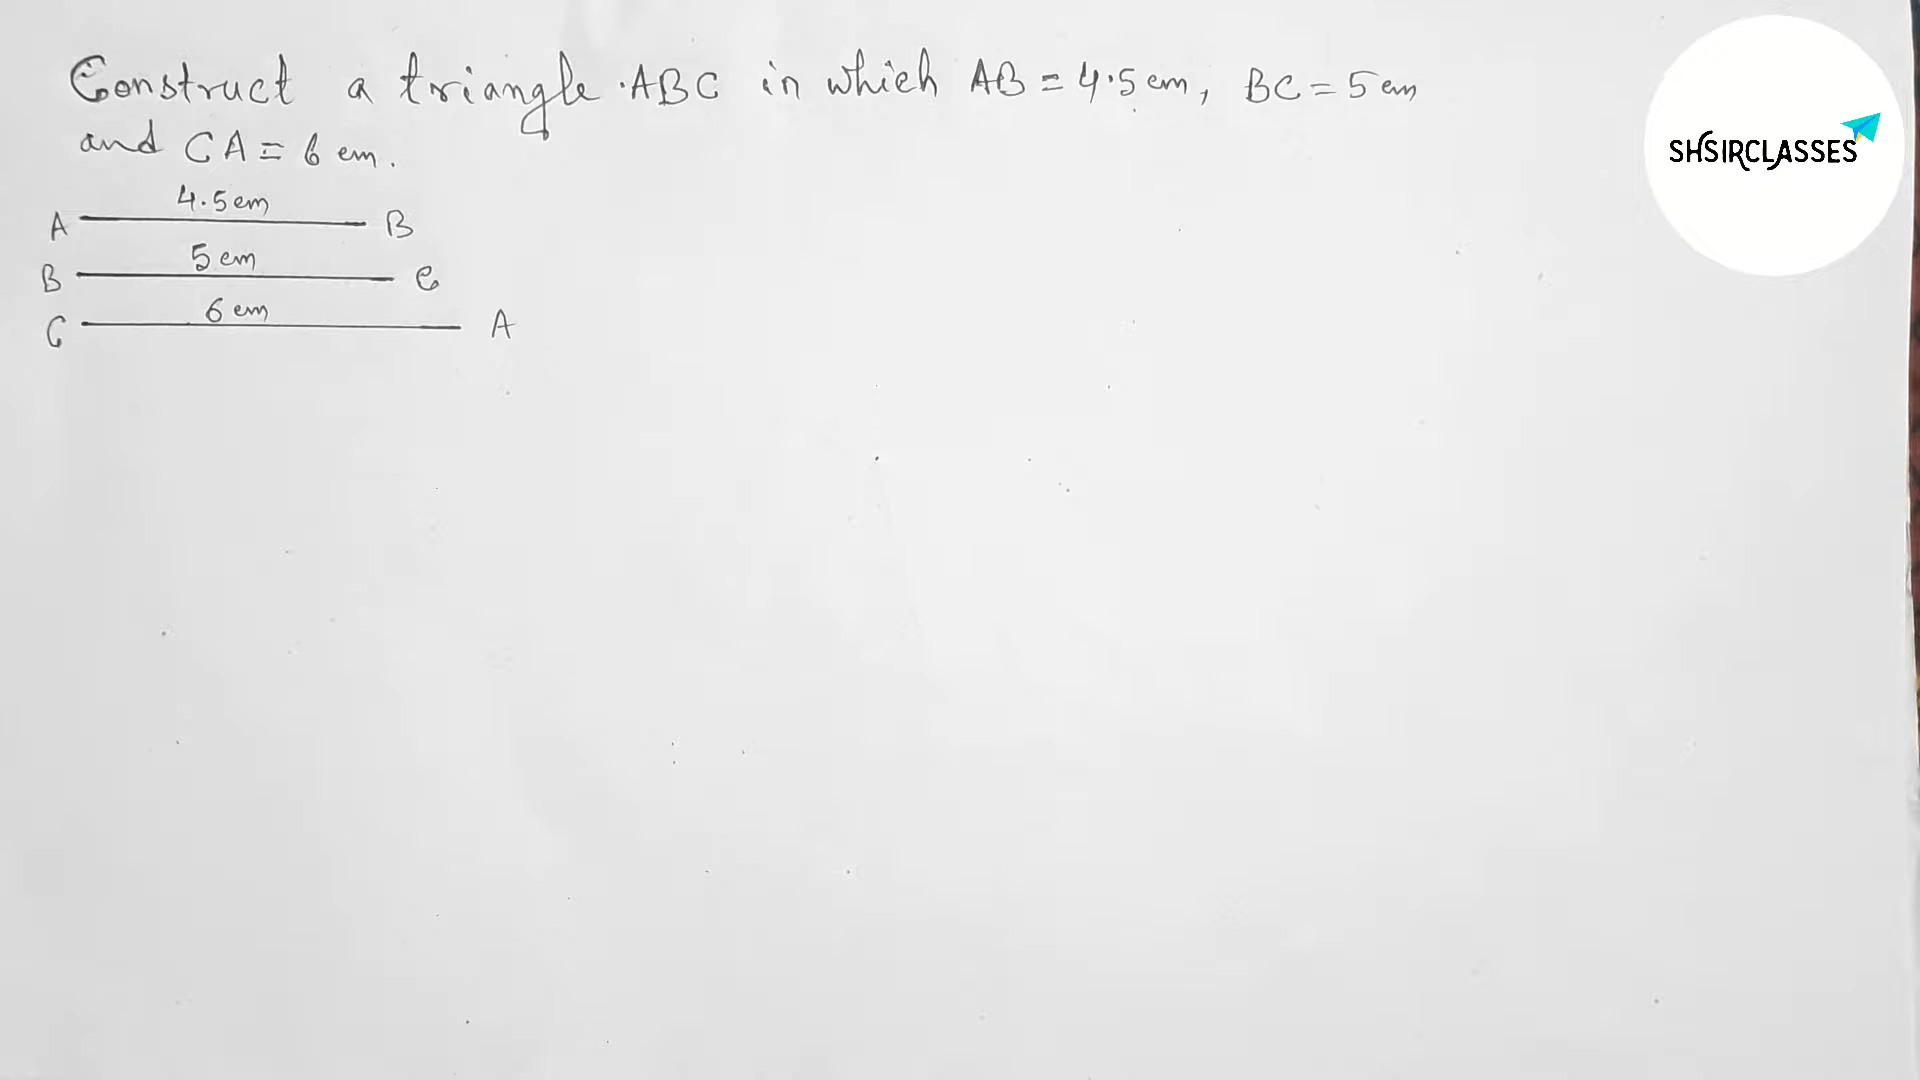 Construct a triangle ABC in which AB = 4.5 cm, BC = 5 cm
and CA = 6 cm.
SHSIRCLASSES
4.5 cm
A B
5 cm
B C
6 cm
C A